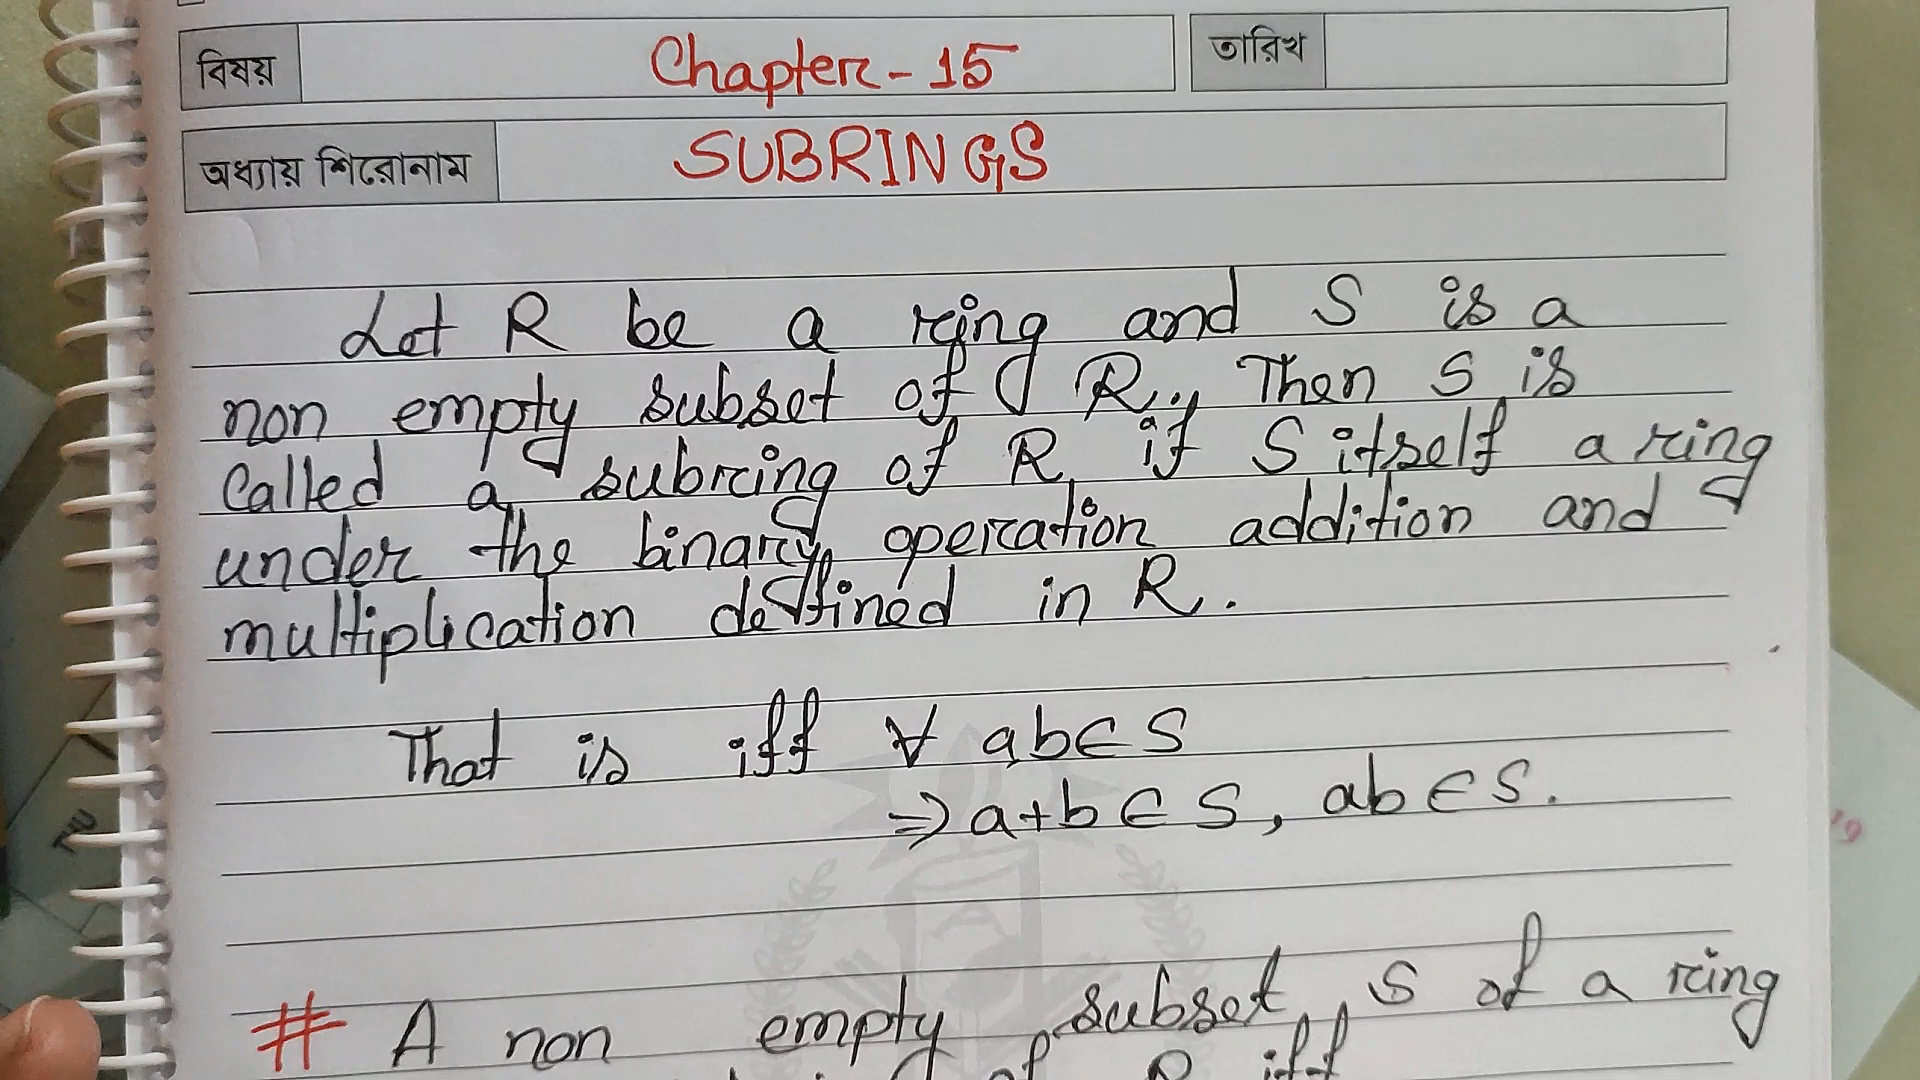 বিষয় Chapter-15 তারিখ
অধ্যায় শিরোনাম SUBRINGS
Let R be a ring and S is a
non empty subset of R. Then S is
called a subring of R if S itself a ring
under the binary operation addition and
multiplication defined in R.
That is iff ∀ a,b∈S
⇒ a+b ∈ S, ab ∈ S.
# A non empty subset S of a ring
of R iff